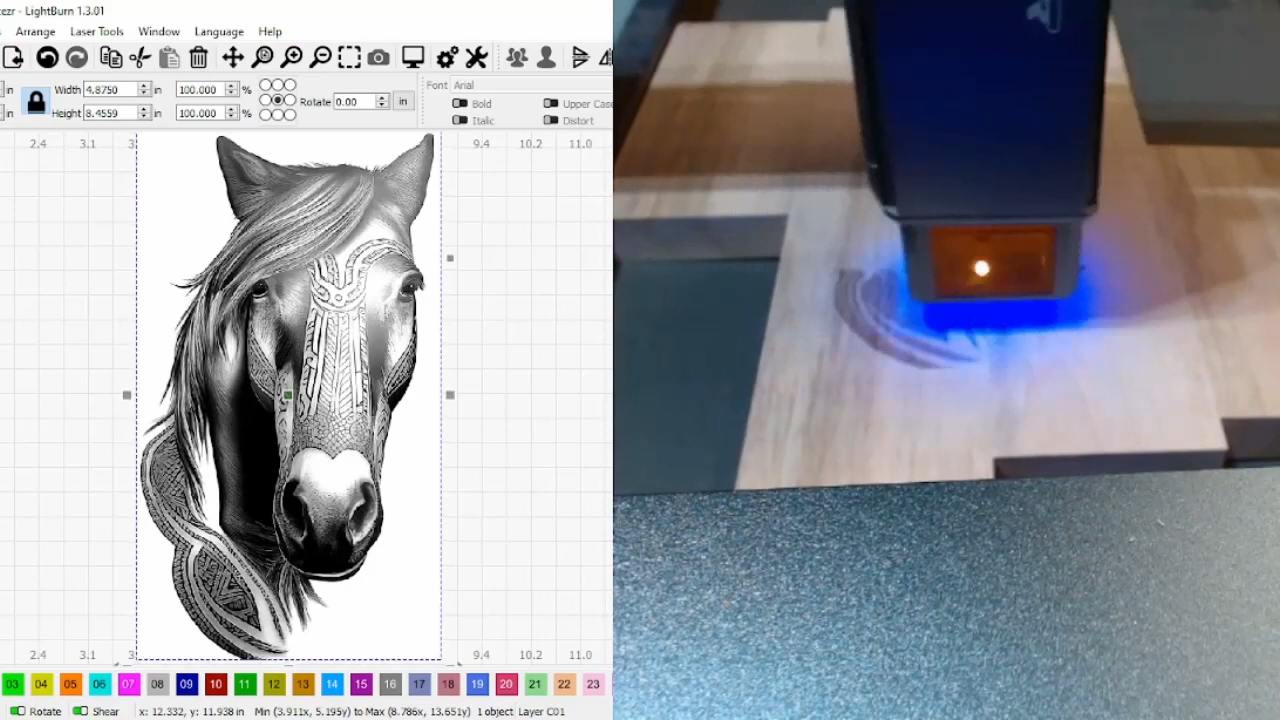 cezr - LightBurn 1.3.01
Arrange Laser Tools Window Language Help
in Width 4.8750 in 100.000 % Rotate 0.00 in Font Arial
in Height 8.4559 100.000 % Bold Upper Case
Italic Distort
2.4 3.1 3 9.4 10.2 11.0
2.4 3.1 3 9.4 10.2 11.0
03 04 05 06 07 08 09 10 11 12 13 14 15 16 17 18 19 20 21 22 23
Rotate Shear x: 12.332, y: 11.938 in Min (3.911x, 5.195y) to Max (8.786x, 13.651y) 1 object Layer C01